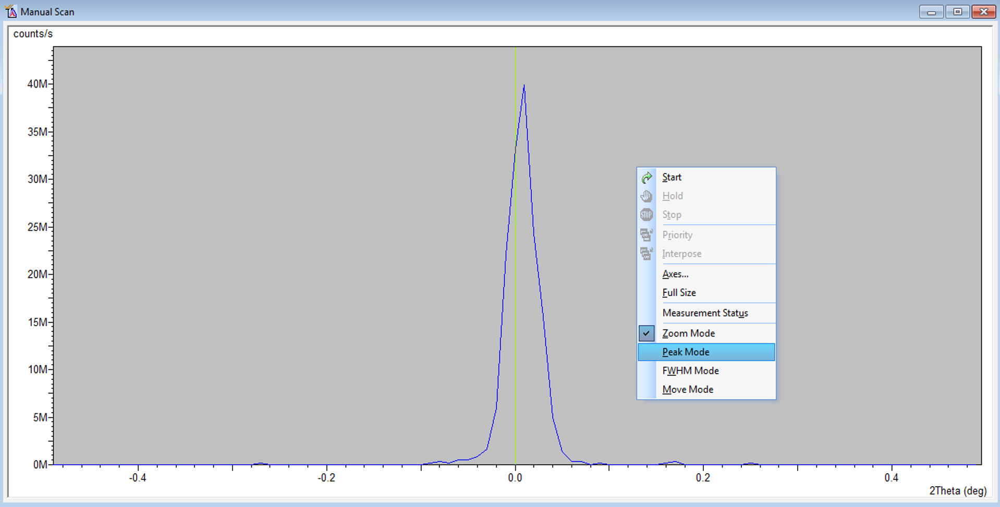 Manual Scan
counts/s
40M
35M
30M
25M
20M
15M
10M
5M
0M
-0.4
-0.2
0.0
0.2
0.4
2Theta (deg)
Start
Hold
STOP
Stop
Priority
Interpose
Axes...
Full Size
Measurement Status
Zoom Mode
Peak Mode
FWHM Mode
Move Mode